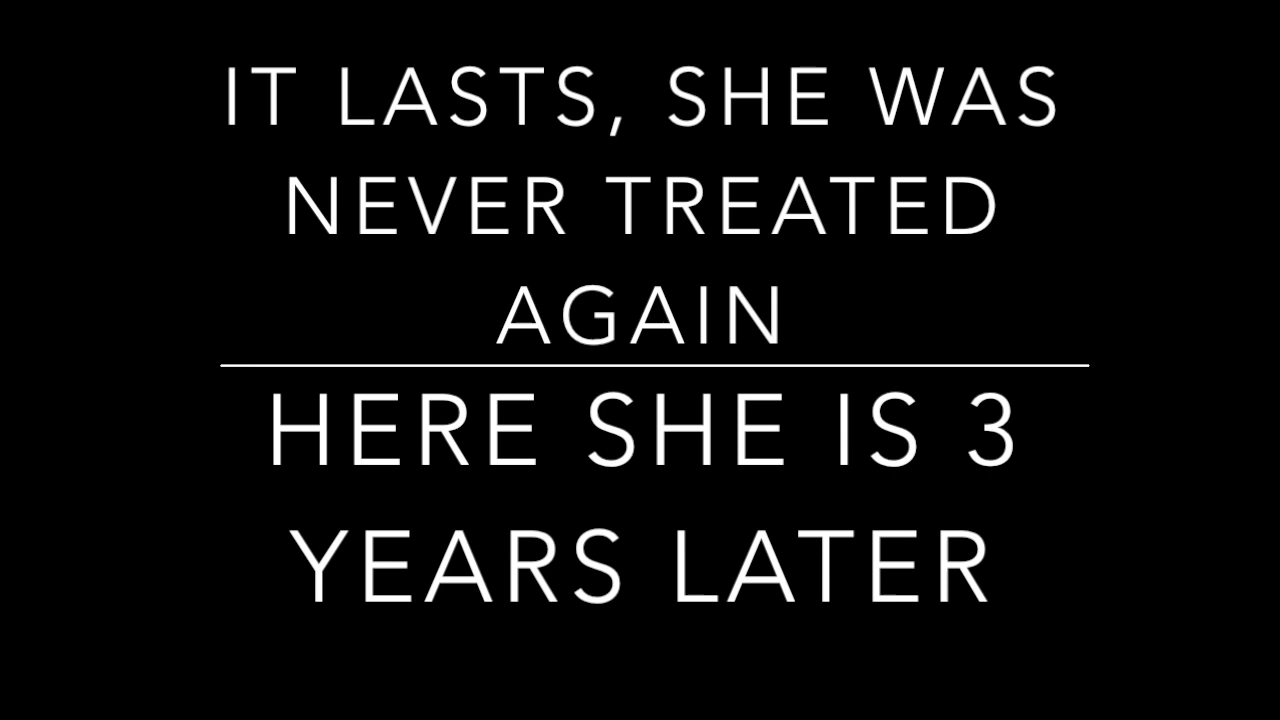 IT LASTS, SHE WAS
NEVER TREATED
AGAIN
HERE SHE IS 3
YEARS LATER